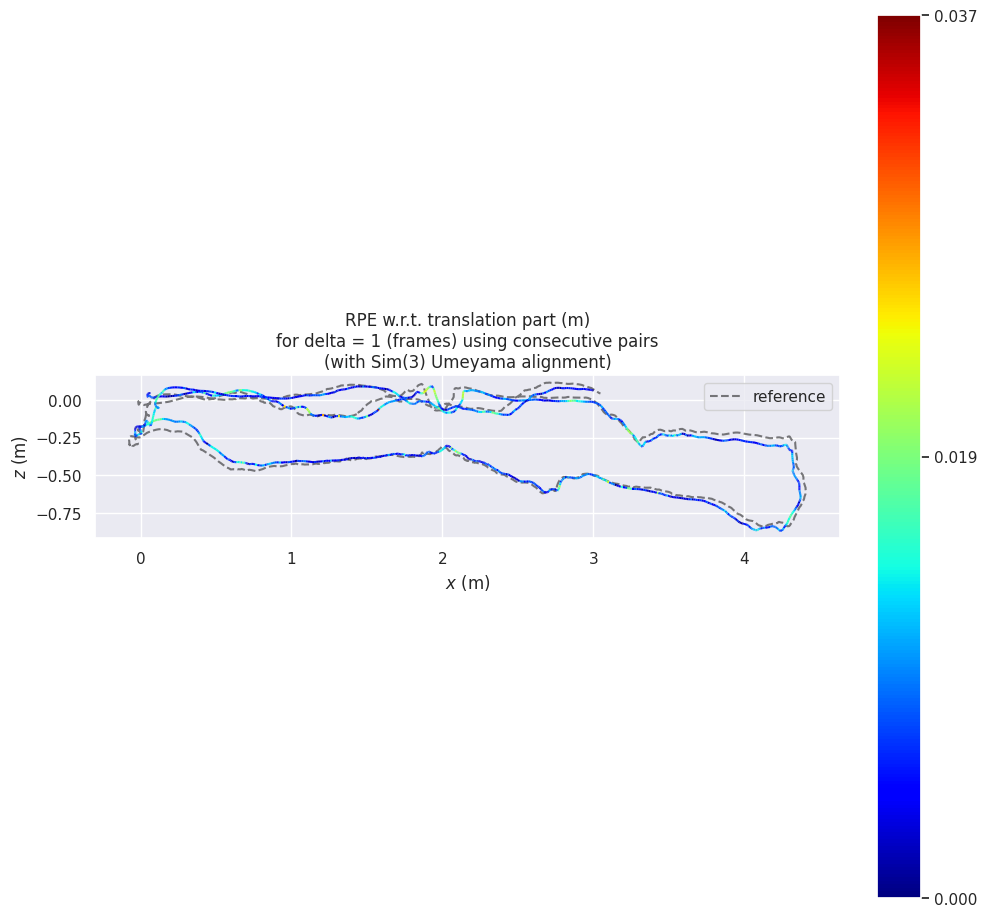 RPE w.r.t. translation part (m)
for delta = 1 (frames) using consecutive pairs
(with Sim(3) Umeyama alignment)
reference
0.00
−0.25
−0.50
−0.75
z (m)
0
1
2
3
4
x (m)
0.037
0.019
0.000